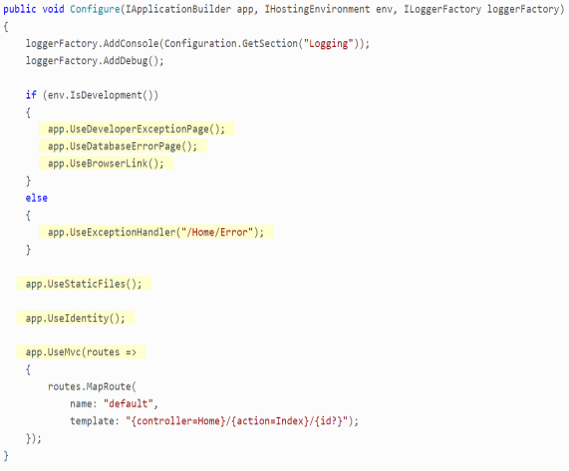 public void Configure(IApplicationBuilder app, IHostingEnvironment env, ILoggerFactory loggerFactory)
{
    loggerFactory.AddConsole(Configuration.GetSection("Logging"));
    loggerFactory.AddDebug();

    if (env.IsDevelopment())
    {
        app.UseDeveloperExceptionPage();
        app.UseDatabaseErrorPage();
        app.UseBrowserLink();
    }
    else
    {
        app.UseExceptionHandler("/Home/Error");
    }

    app.UseStaticFiles();

    app.UseIdentity();

    app.UseMvc(routes =>
    {
        routes.MapRoute(
            name: "default",
            template: "{controller=Home}/{action=Index}/{id?}");
    });
}